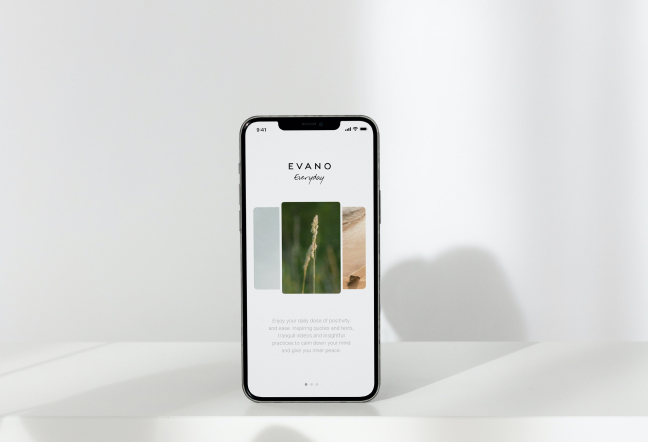 9:41
EVANO
Everyday
Enjoy your daily dose of positivity
and ease. Inspiring quotes and texts,
tranquil videos and insightful
practices to calm down your mind
and give you inner peace.